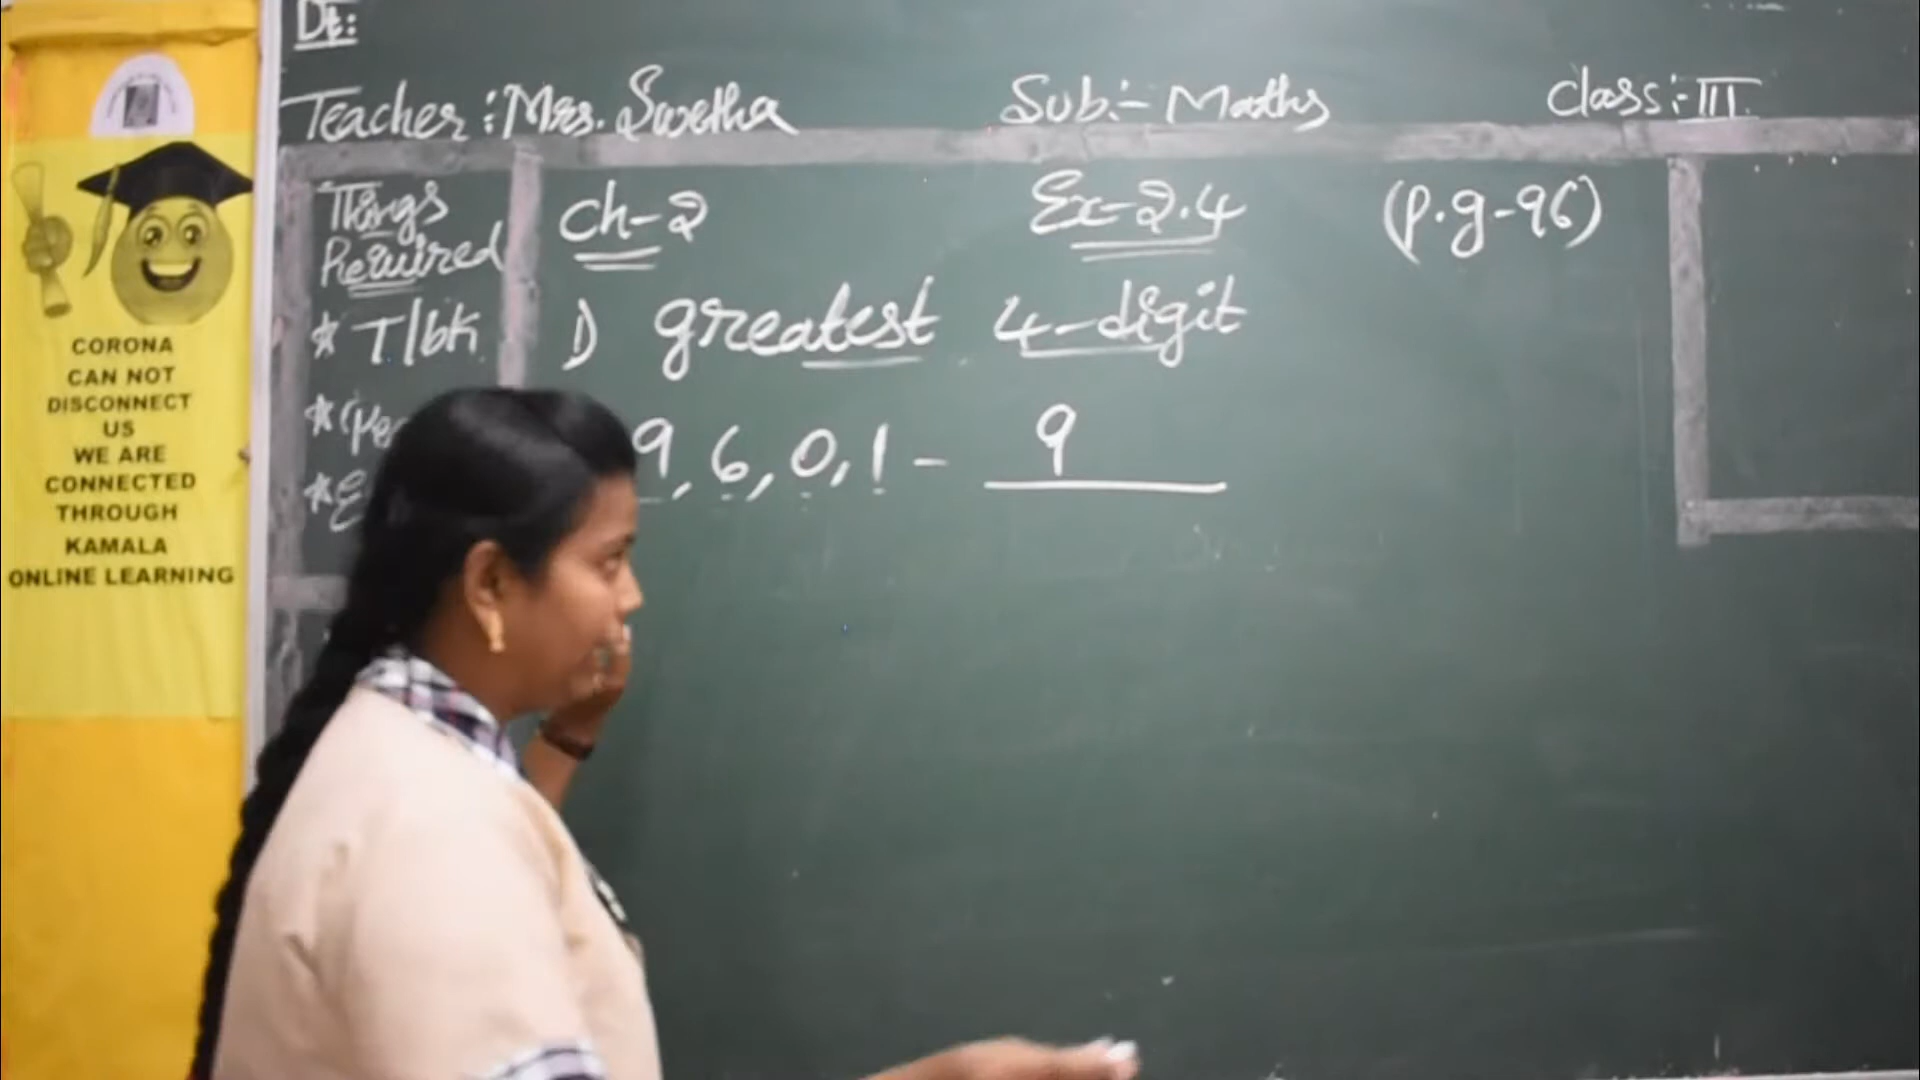 Dt:
Teacher : Mrs. Swetha Sub:- Maths Class:- III
Things
Required
* T/bk
Ch-2 Ex-2.4 (P.g-96)
1) greatest 4-digit
9, 6, 0, 1 - 9
CORONA
CAN NOT
DISCONNECT
US
WE ARE
CONNECTED
THROUGH
KAMALA
ONLINE LEARNING